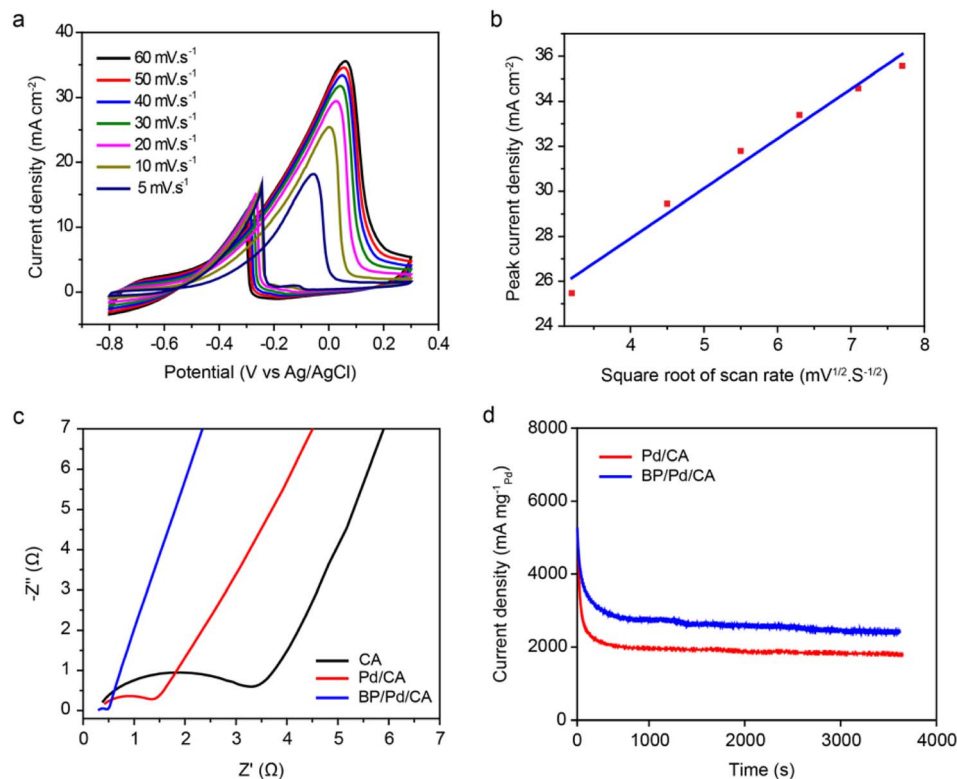 a
40
30
20
10
0
Current density (mA cm⁻²)
60 mV.s⁻¹
50 mV.s⁻¹
40 mV.s⁻¹
30 mV.s⁻¹
20 mV.s⁻¹
10 mV.s⁻¹
5 mV.s¹
-0.8 -0.6 -0.4 -0.2 0.0 0.2 0.4
Potential (V vs Ag/AgCl)
b
36
34
32
30
28
26
24
Peak current density (mA cm⁻²)
4 5 6 7 8
Square root of scan rate (mV¹ᐟ².S⁻¹ᐟ²)
c
7
6
5
4
3
2
1
0
-Z'' (Ω)
CA
Pd/CA
BP/Pd/CA
0 1 2 3 4 5 6 7
Z' (Ω)
d
8000
6000
4000
2000
0
Current density (mA mg⁻¹Pd)
Pd/CA
BP/Pd/CA
0 1000 2000 3000 4000
Time (s)